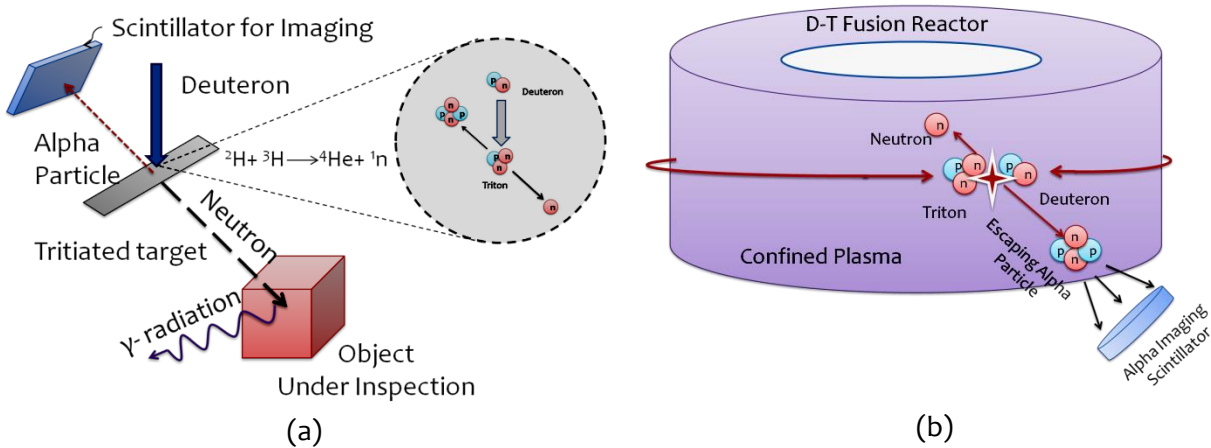 Scintillator for Imaging
Deuteron
Alpha
Particle
²H+ ³H⟶⁴He+ ¹n
Tritiated target
Neutron
γ- radiation
Object
Under Inspection
p
n
Deuteron
n
p
p
n
p
n
n
Triton
n
(a)
D-T Fusion Reactor
n
Neutron
p
n
n
p
n
Triton
Deuteron
Escaping Alpha
Particle
n
p
p
n
Confined Plasma
Alpha Imaging
Scintillator
(b)